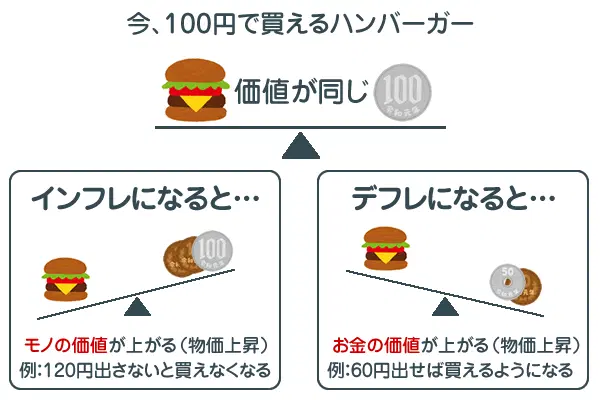 今、100円で買えるハンバーガー
価値が同じ
100
インフレになると…
100
モノの価値が上がる（物価上昇）
例：120円出さないと買えなくなる
デフレになると…
50
お金の価値が上がる（物価上昇）
例：60円出せば買えるようになる